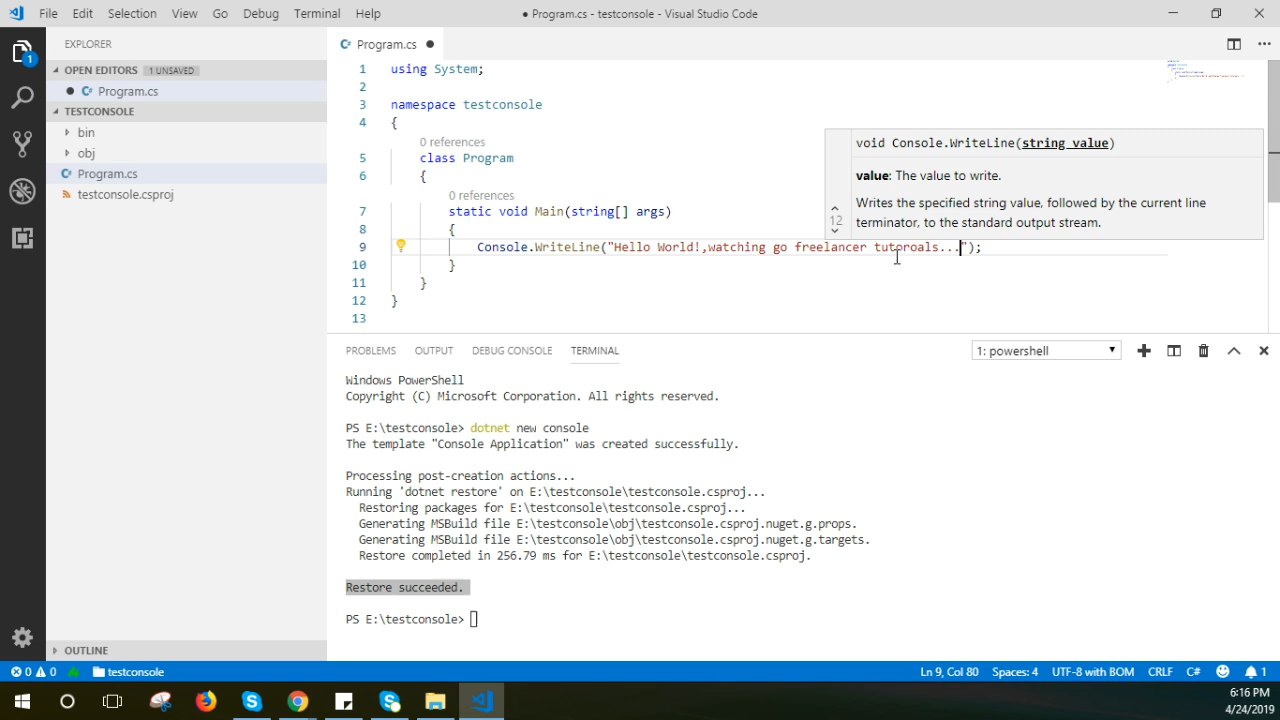 File Edit Selection View Go Debug Terminal Help ● Program.cs - testconsole - Visual Studio Code
EXPLORER
OPEN EDITORS 1 UNSAVED
● Program.cs
TESTCONSOLE
bin
obj
Program.cs
testconsole.csproj
OUTLINE
1
Program.cs ●
1 using System;
2
3 namespace testconsole
4 {
0 references
5 class Program
6 {
0 references
7 static void Main(string[] args)
8 {
9 Console.WriteLine("Hello World!,watching go freelancer tutoroals...");
10 }
11 }
12 }
13
void Console.WriteLine(string value)
value: The value to write.
12
Writes the specified string value, followed by the current line
terminator, to the standard output stream.
PROBLEMS OUTPUT DEBUG CONSOLE TERMINAL 1: powershell
Windows PowerShell
Copyright (C) Microsoft Corporation. All rights reserved.
PS E:\testconsole> dotnet new console
The template "Console Application" was created successfully.
Processing post-creation actions...
Running 'dotnet restore' on E:\testconsole\testconsole.csproj...
Restoring packages for E:\testconsole\testconsole.csproj...
Generating MSBuild file E:\testconsole\obj\testconsole.csproj.nuget.g.props.
Generating MSBuild file E:\testconsole\obj\testconsole.csproj.nuget.g.targets.
Restore completed in 256.79 ms for E:\testconsole\testconsole.csproj.
Restore succeeded.
PS E:\testconsole>
0 0 testconsole Ln 9, Col 80 Spaces: 4 UTF-8 with BOM CRLF C# 1
6:16 PM
4/24/2019